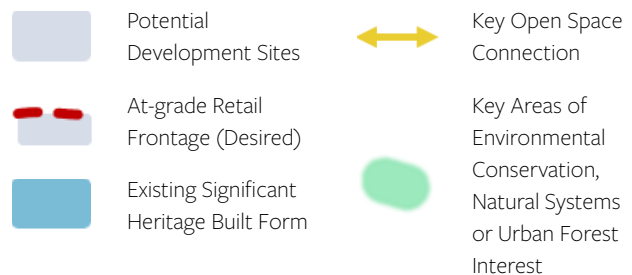 Potential
Development Sites
At-grade Retail
Frontage (Desired)
Existing Significant
Heritage Built Form
Key Open Space
Connection
Key Areas of
Environmental
Conservation,
Natural Systems
or Urban Forest
Interest